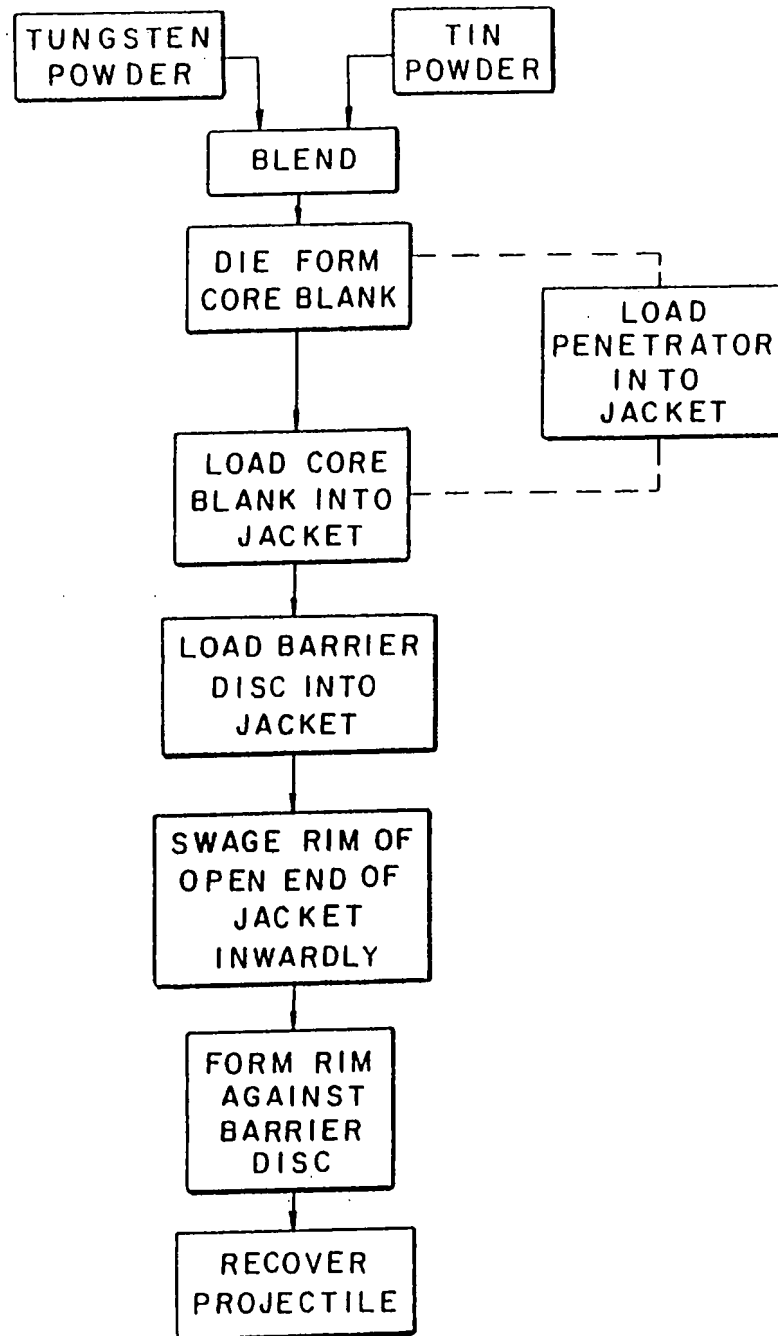 TUNGSTEN
POWDER
TIN
POWDER
BLEND
DIE FORM
CORE BLANK
LOAD
PENETRATOR
IN TO
JACKET
LOAD CORE
BLANK INTO
JACKET
LOAD BARRIER
DISC INTO
JACKET
SWAGE RIM OF
OPEN END OF
JACKET
INWARDLY
FORM RIM
AGAINST
BARRIER
DISC
RECOVER
PROJECTILE